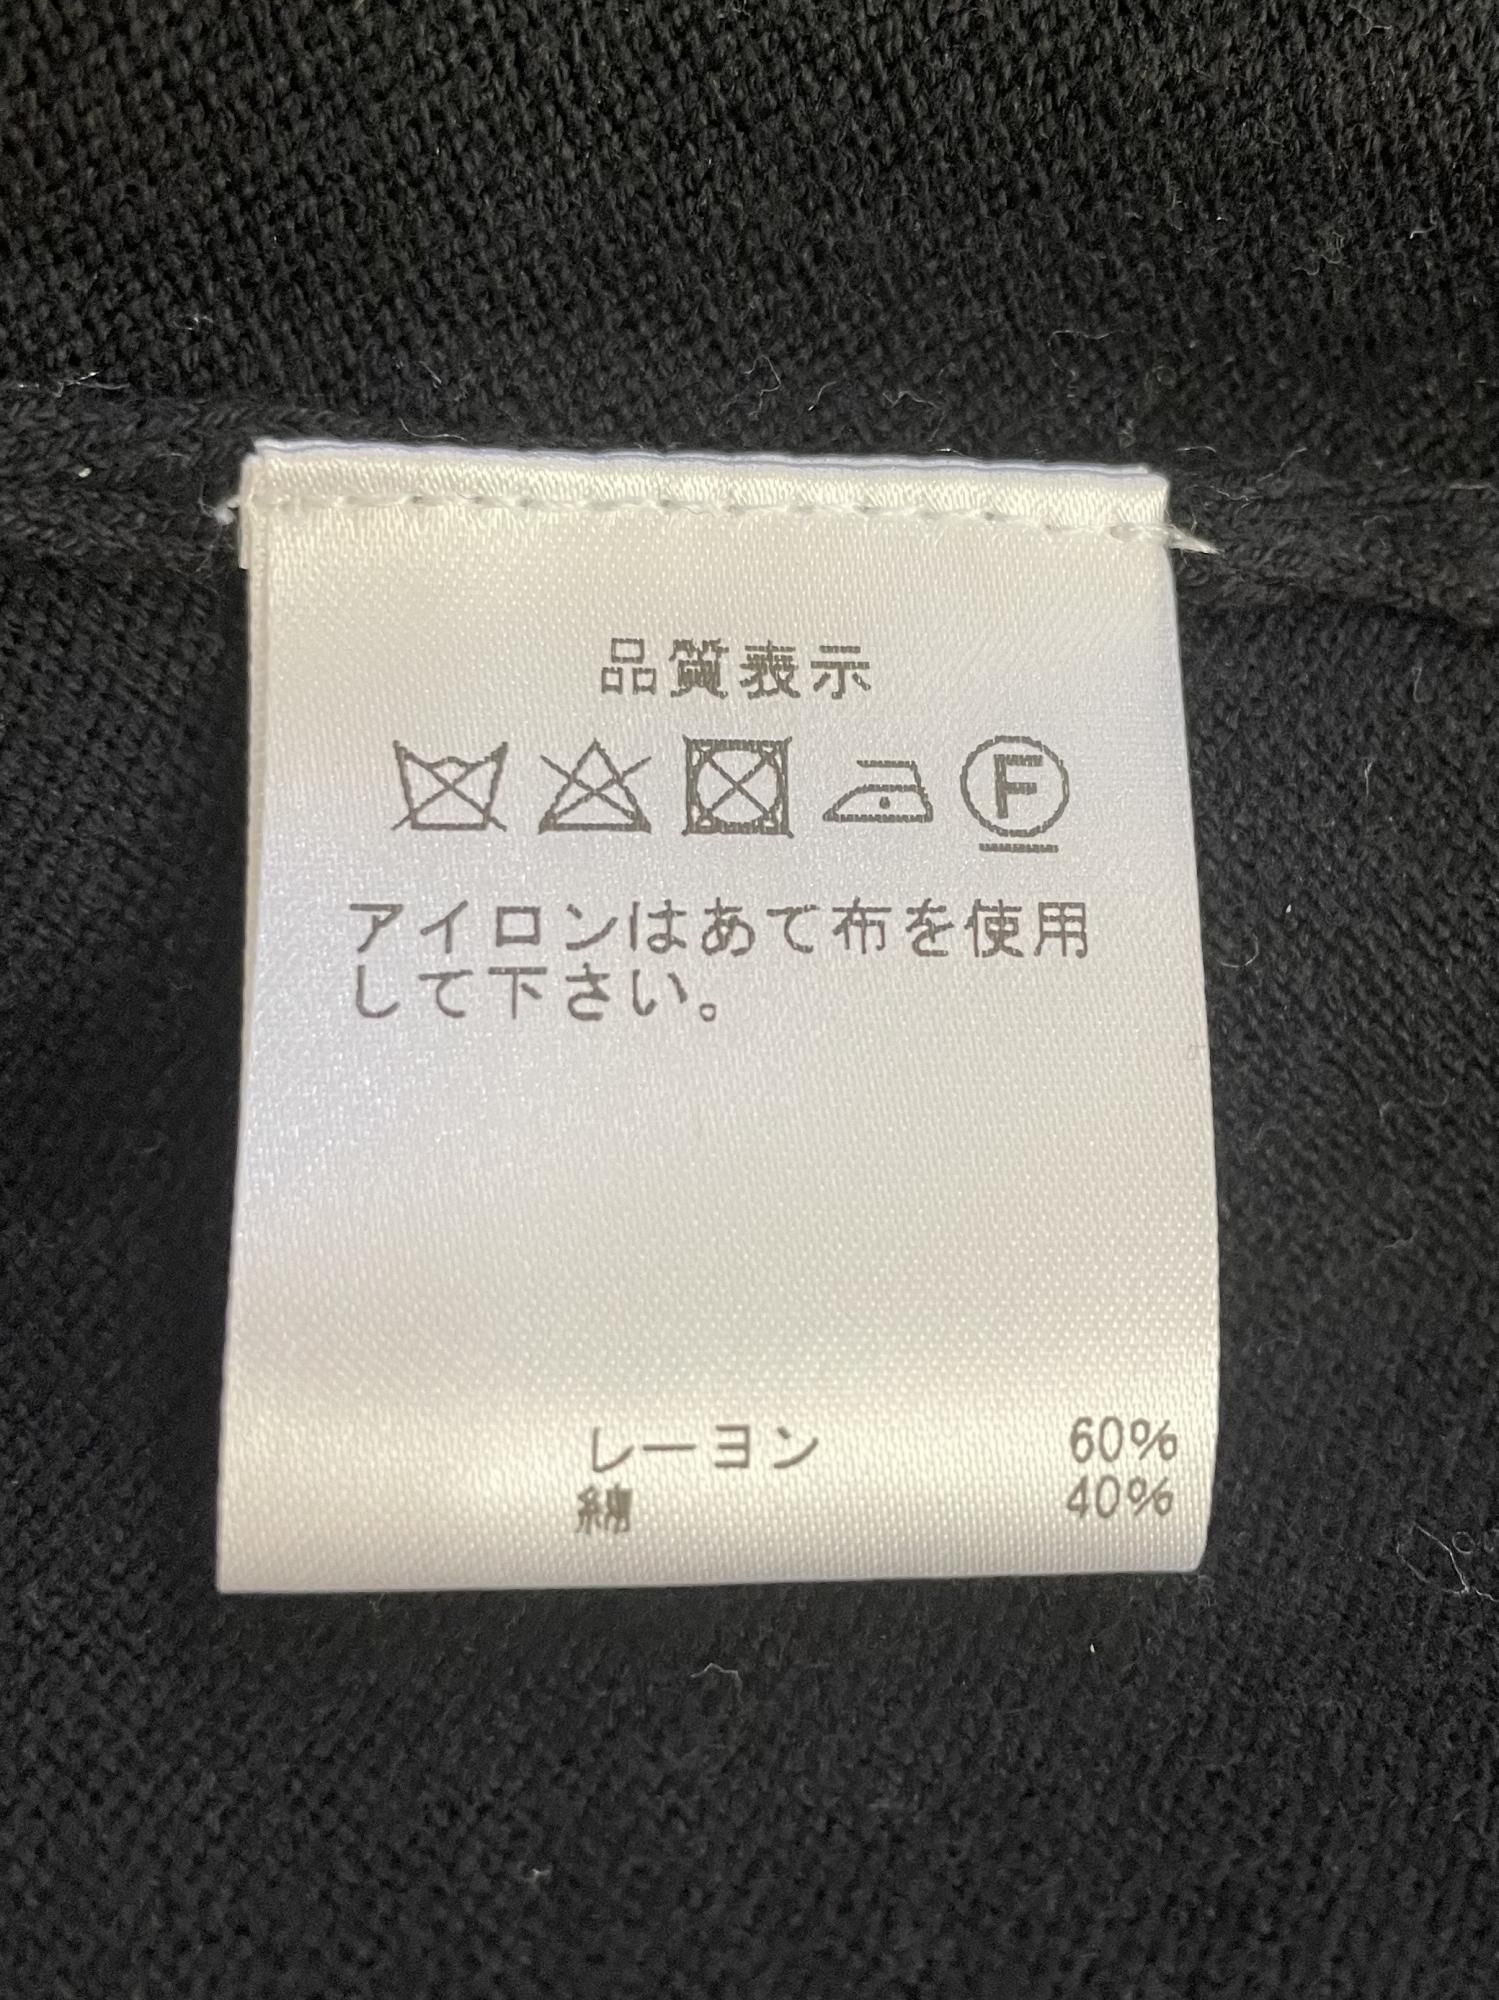 品質表示
F
アイロンはあて布を使用
して下さい。
レーヨン 60%
綿 40%